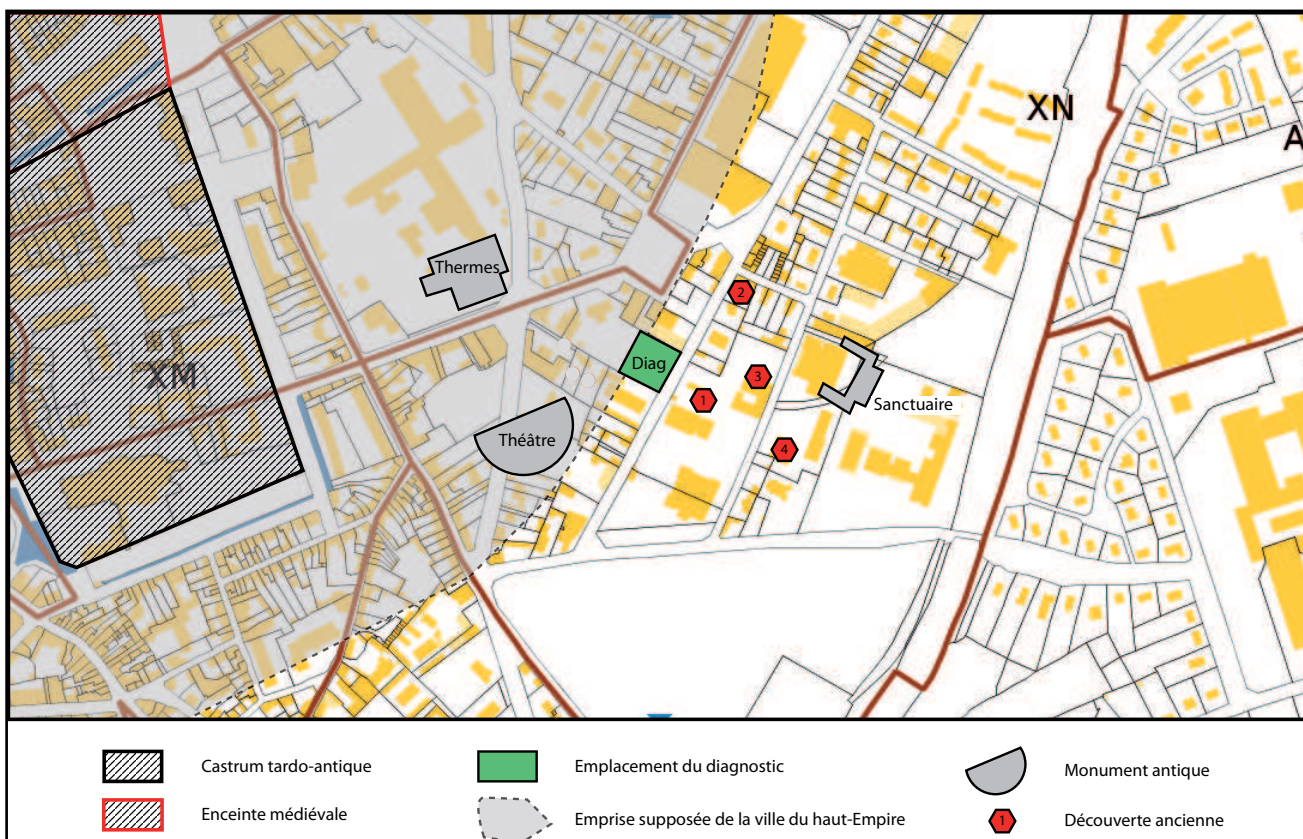 XN
A
Thermes
2
Diag
XM
3
1
Sanctuaire
Théâtre
4
Castrum tardo-antique
Emplacement du diagnostic
Monument antique
Enceinte médiévale
Emprise supposée de la ville du haut-Empire
1
Découverte ancienne